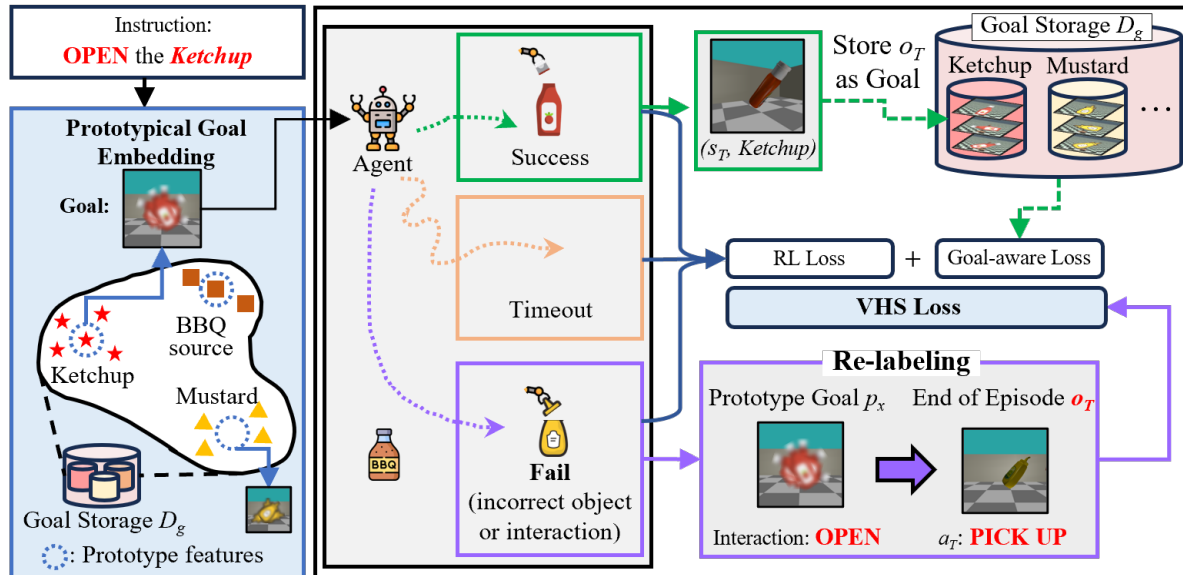 Instruction:
OPEN the Ketchup
Prototypical Goal
Embedding
Goal:
BBQ
source
Ketchup
Mustard
Goal Storage D_g
: Prototype features
Agent
BBQ
Success
Timeout
Fail
(incorrect object
or interaction)
(s_T, Ketchup)
Store o_T
as Goal
Goal Storage D_g
Ketchup Mustard
...
RL Loss + Goal-aware Loss
VHS Loss
Re-labeling
Prototype Goal p_x
End of Episode o_T
Interaction: OPEN
a_T: PICK UP